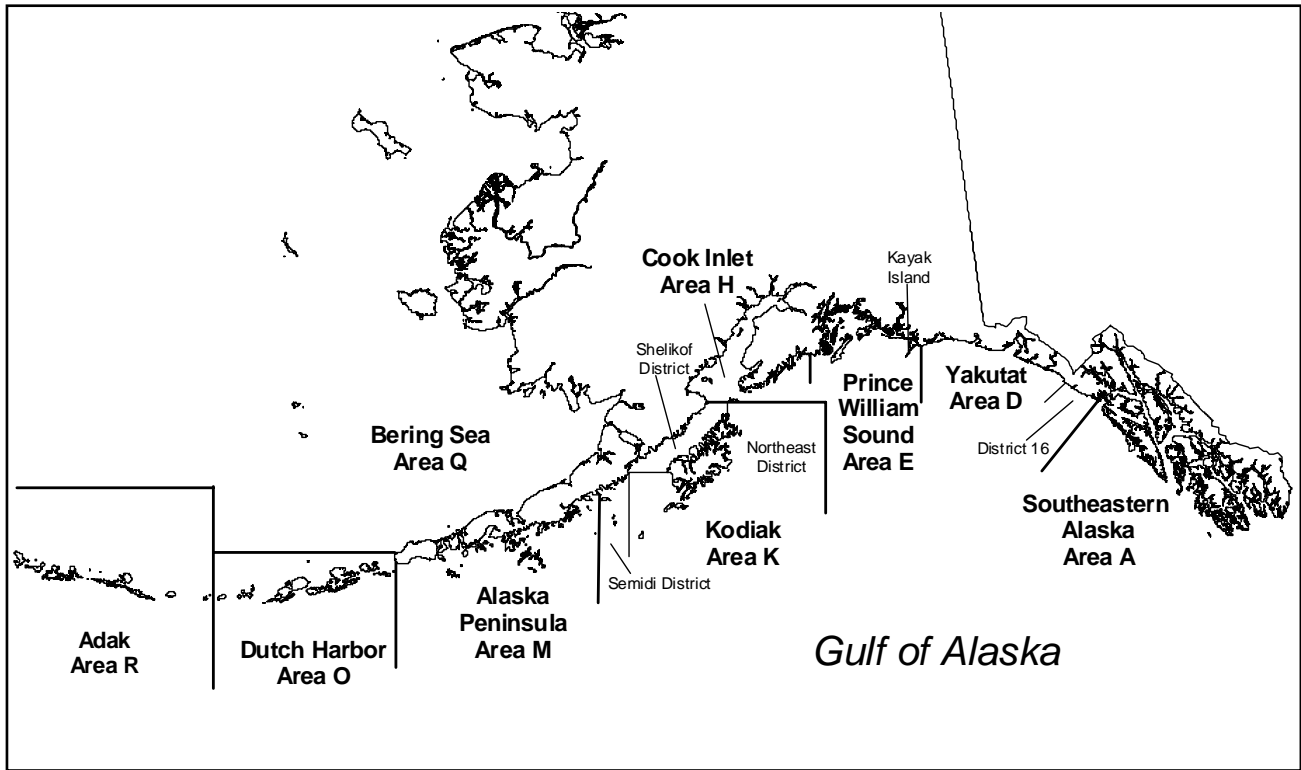 Kayak
Island
Cook Inlet
Area H
Shelikof
District
Prince
William
Sound
Area E
Yakutat
Area D
Bering Sea
Area Q
Northeast
District
District 16
Southeastern
Alaska
Area A
Kodiak
Area K
Semidi District
Alaska
Peninsula
Area M
Gulf of Alaska
Adak
Area R
Dutch Harbor
Area O